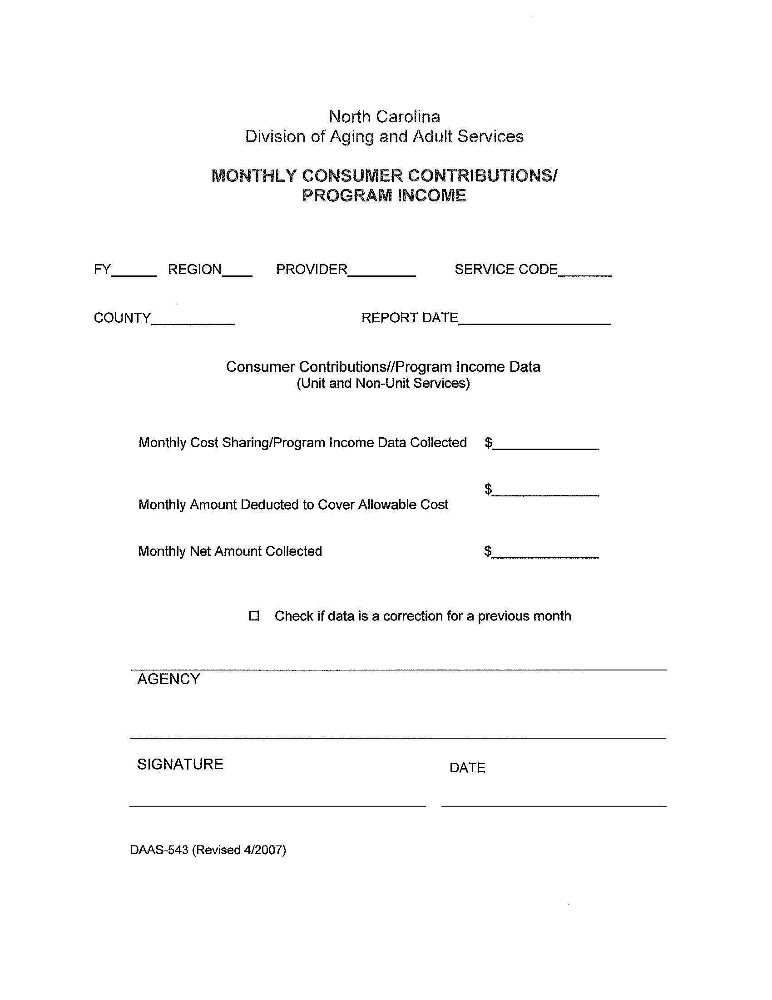 North Carolina
Division of Aging and Adult Services
MONTHLY CONSUMER CONTRIBUTIONS/
PROGRAM INCOME
FY______ REGION____ PROVIDER_________ SERVICE CODE_______
COUNTY___________ REPORT DATE____________________
Consumer Contributions//Program Income Data
(Unit and Non-Unit Services)
Monthly Cost Sharing/Program Income Data Collected $______________
$______________
Monthly Amount Deducted to Cover Allowable Cost
Monthly Net Amount Collected $______________
☐ Check if data is a correction for a previous month
AGENCY
SIGNATURE DATE
DAAS-543 (Revised 4/2007)